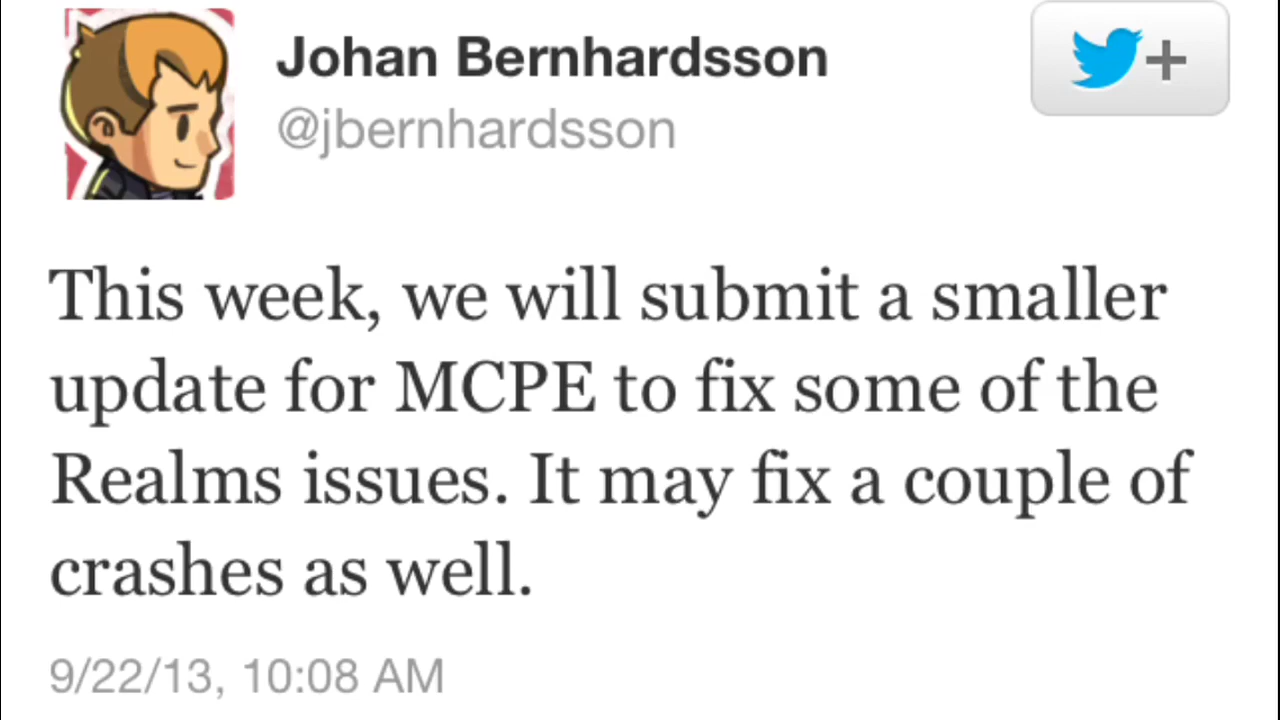 Johan Bernhardsson
@jbernhardsson
This week, we will submit a smaller
update for MCPE to fix some of the
Realms issues. It may fix a couple of
crashes as well.
9/22/13, 10:08 AM